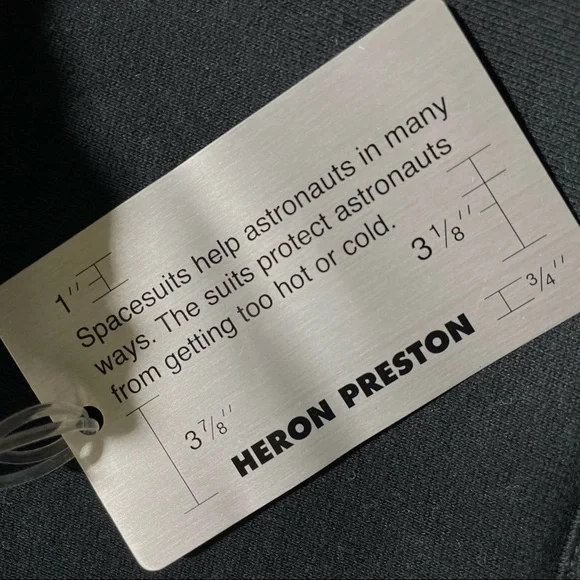 1"
Spacesuits help astronauts in many
ways. The suits protect astronauts
from getting too hot or cold.
3 1/8"
3/4"
3 7/8"
HERON PRESTON